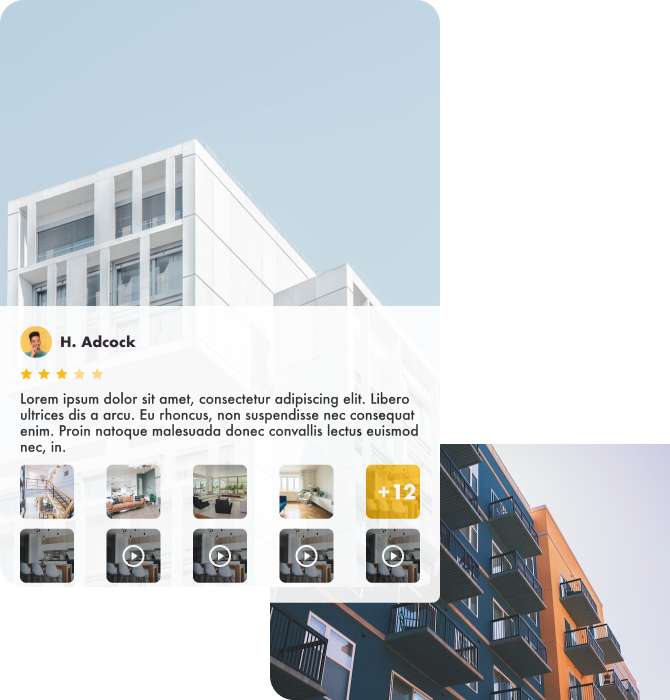 H. Adcock
Lorem ipsum dolor sit amet, consectetur adipiscing elit. Libero
ultrices dis a arcu. Eu rhoncus, non suspendisse nec consequat
enim. Proin natoque malesuada donec convallis lectus euismod
nec, in.
+12